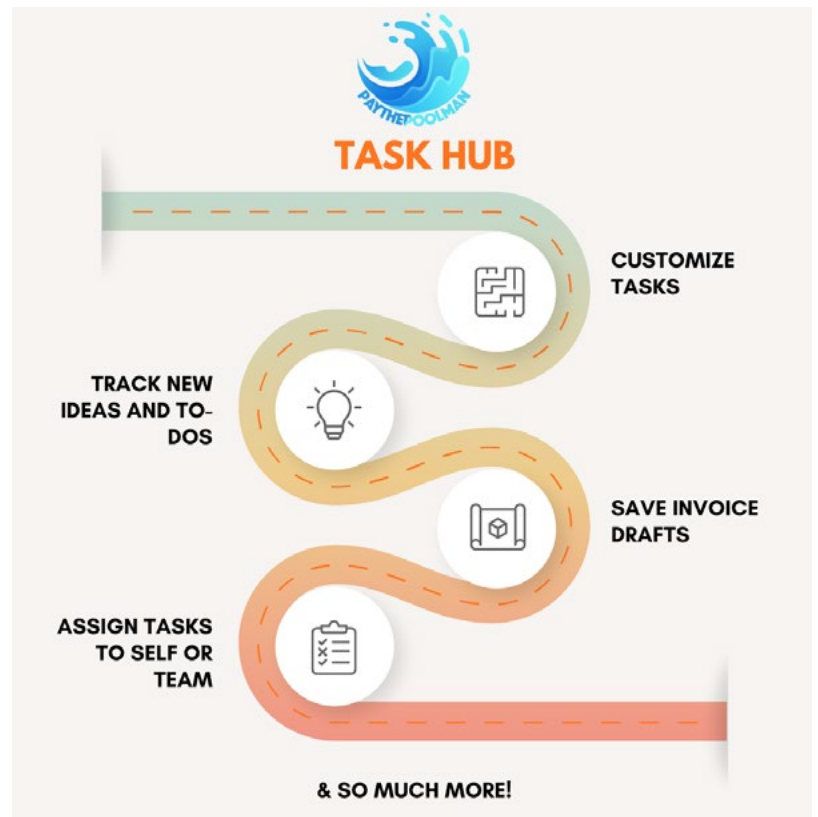 PAYTHEPOOLMAN
TASK HUB
CUSTOMIZE
TASKS
TRACK NEW
IDEAS AND TO-
DOS
SAVE INVOICE
DRAFTS
ASSIGN TASKS
TO SELF OR
TEAM
& SO MUCH MORE!